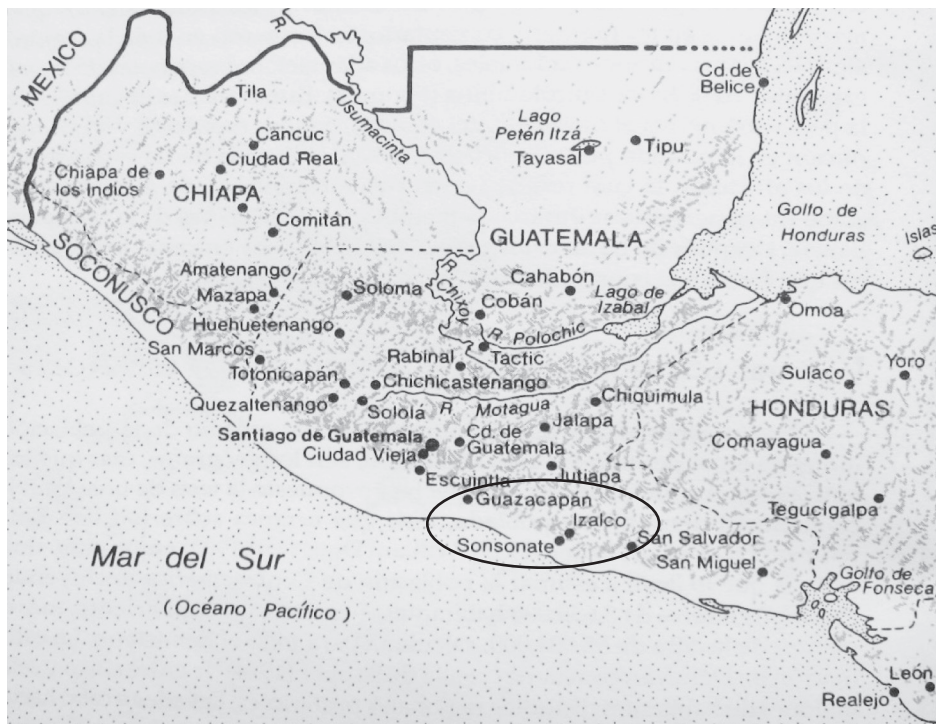 MEXICO
R. Usumacinta
Tila
Cancuc
Ciudad Real
Chiapa de
los Indios
CHIAPA
Comitán
SOCONUSCO
Amatenango
Mazapa
Soloma
Huehuetenango
San Marcos
Totonicapán
Quezaltenango
Sololá
Chichicastenango
Rabinal
Lago
Petén Itzá
Tayasal
Tipu
Cd. de
Belice
Golfo de
Honduras
Islas
GUATEMALA
R. Chixoy
Cahabón
Cobán
Lago de
Izabal
R. Polochic
Tactic
Omoa
R. Motagua
Chiquimula
Jalapa
Santiago de Guatemala
Cd. de
Guatemala
Ciudad Vieja
Escuintla
Jutiapa
Guazacapán
Izalco
Sonsonate
San Salvador
San Miguel
Yoro
Sulaco
HONDURAS
Comayagua
Tegucigalpa
Golfo de
Fonseca
León
Realejo
Mar del Sur
(Océano Pacífico)